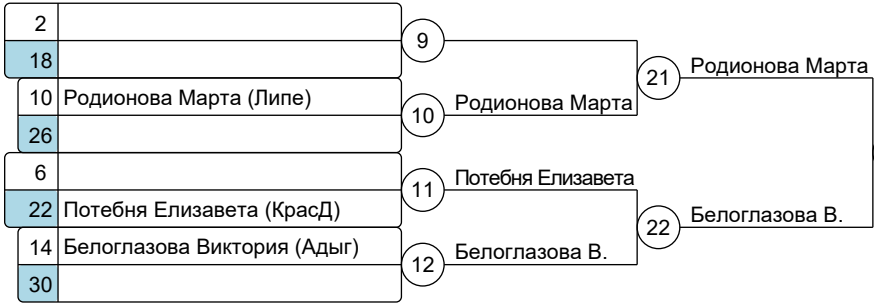 2
9
18
21 Родионова Марта
10 Родионова Марта (Липе)
10 Родионова Марта
26
6
11 Потебня Елизавета
22 Потебня Елизавета (КрасД)
22 Белоглазова В.
14 Белоглазова Виктория (Адыг)
12 Белоглазова В.
30